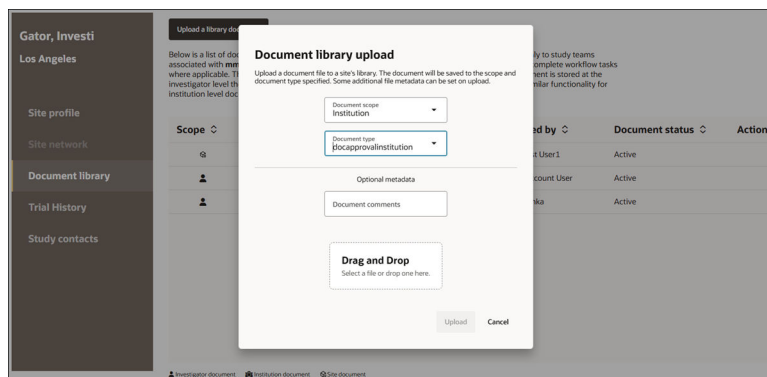 Gator, Investi
Los Angeles
Site profile
Site network
Document library
Trial History
Study contacts
Upload a library doc
Below is a list of doc
associated with mm
where applicable. Th
investigator level th
institution level doc
ly to study teams
omplete workflow tasks
ment is stored at the
milar functionality for
Scope
ed by
Document status
Action
st User1
Active
count User
Active
nka
Active
Document library upload
Upload a document file to a site's library. The document will be saved to the scope and
document type specified. Some additional file metadata can be set on upload.
Document scope
Institution
Document type
docapprovalinstitution
Optional metadata
Document comments
Drag and Drop
Select a file or drop one here.
Upload
Cancel
Investigator document
Institution document
Site document